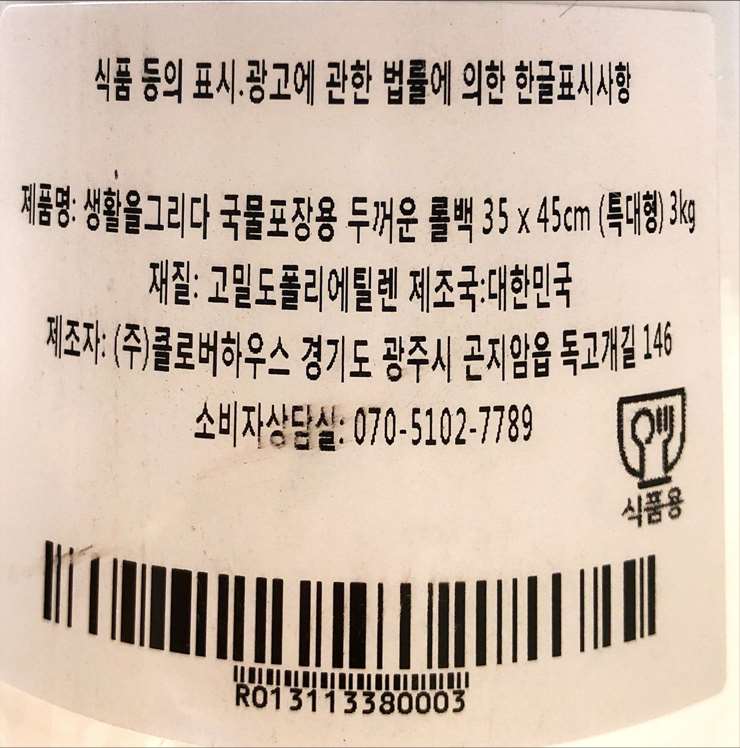 식품 등의 표시.광고에 관한 법률에 의한 한글표시사항
제품명: 생활을그리다 국물포장용 두꺼운 롤백 35 x 45cm (특대형) 3kg
재질: 고밀도폴리에틸렌 제조국:대한민국
제조자: (주)클로버하우스 경기도 광주시 곤지암읍 독고개길 146
소비자상담실: 070-5102-7789
식품용
R013113380003